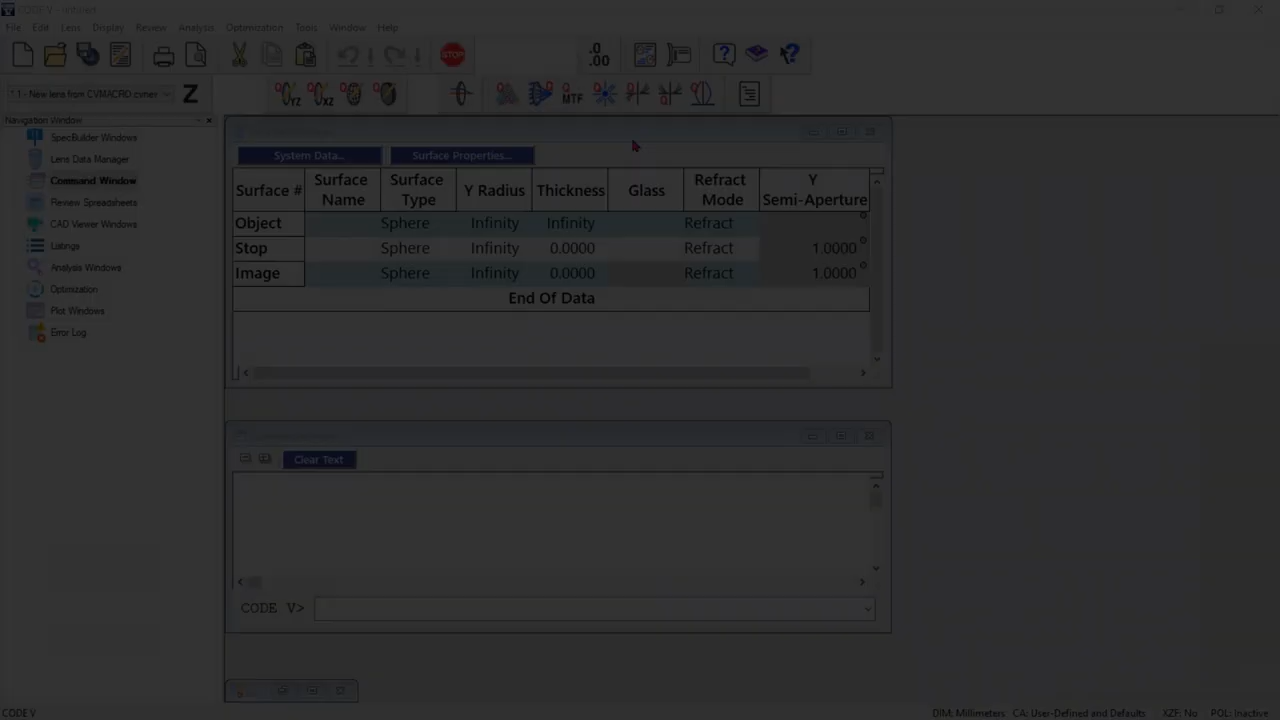 File Edit Lens Display Review Analysis Optimization Tools Window Help
STOP .0 .00
1 1 - New lens from CVMACRO:cvnewl Z YZ XZ MTF
Navigation Window
SpecBuilder Windows
Lens Data Manager
Command Window
Review Spreadsheets
CAD Viewer Windows
Listings
Analysis Windows
Optimization
Plot Windows
Error Log
System Data... Surface Properties...
Surface # Surface Name Surface Type Y Radius Thickness Glass Refract Mode Y Semi-Aperture
Object Sphere Infinity Infinity Refract
Stop Sphere Infinity 0.0000 Refract 1.0000
Image Sphere Infinity 0.0000 Refract 1.0000
End Of Data
Clear Text
CODE V>
CODE V DIM: Millimeters CA: User-Defined and Defaults XZF: No POL: Inactive